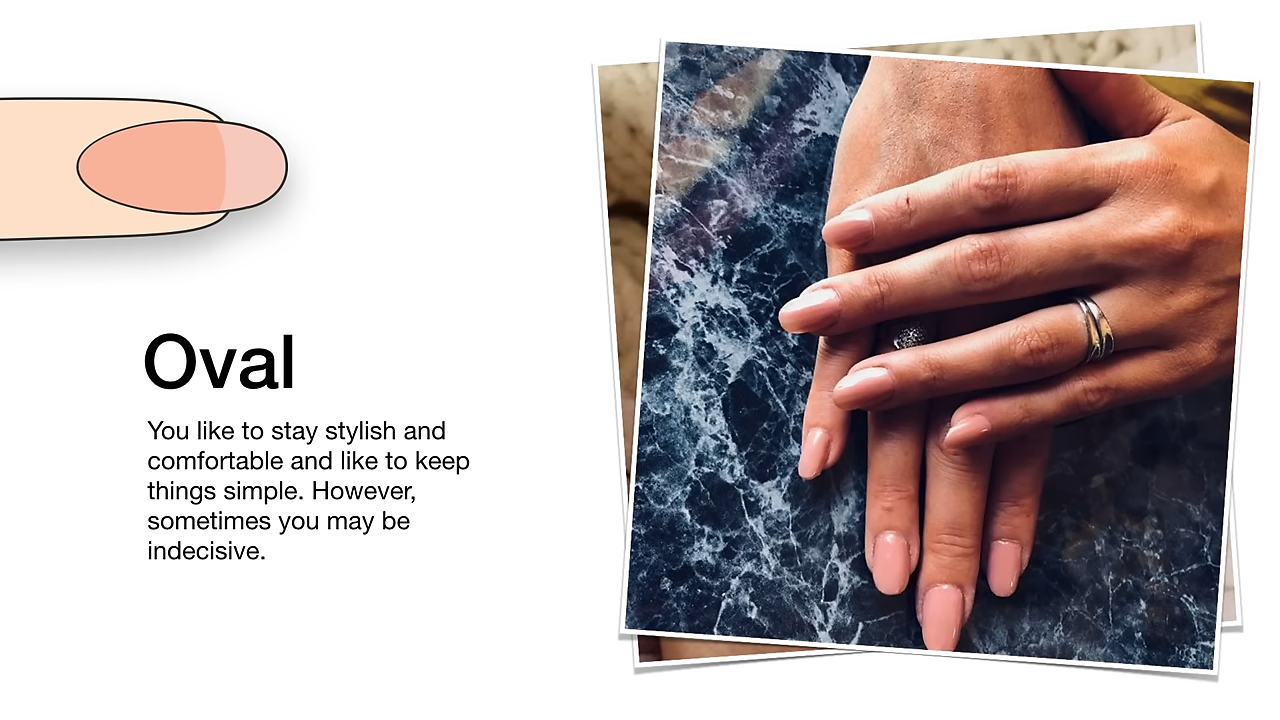 Oval
You like to stay stylish and
comfortable and like to keep
things simple. However,
sometimes you may be
indecisive.